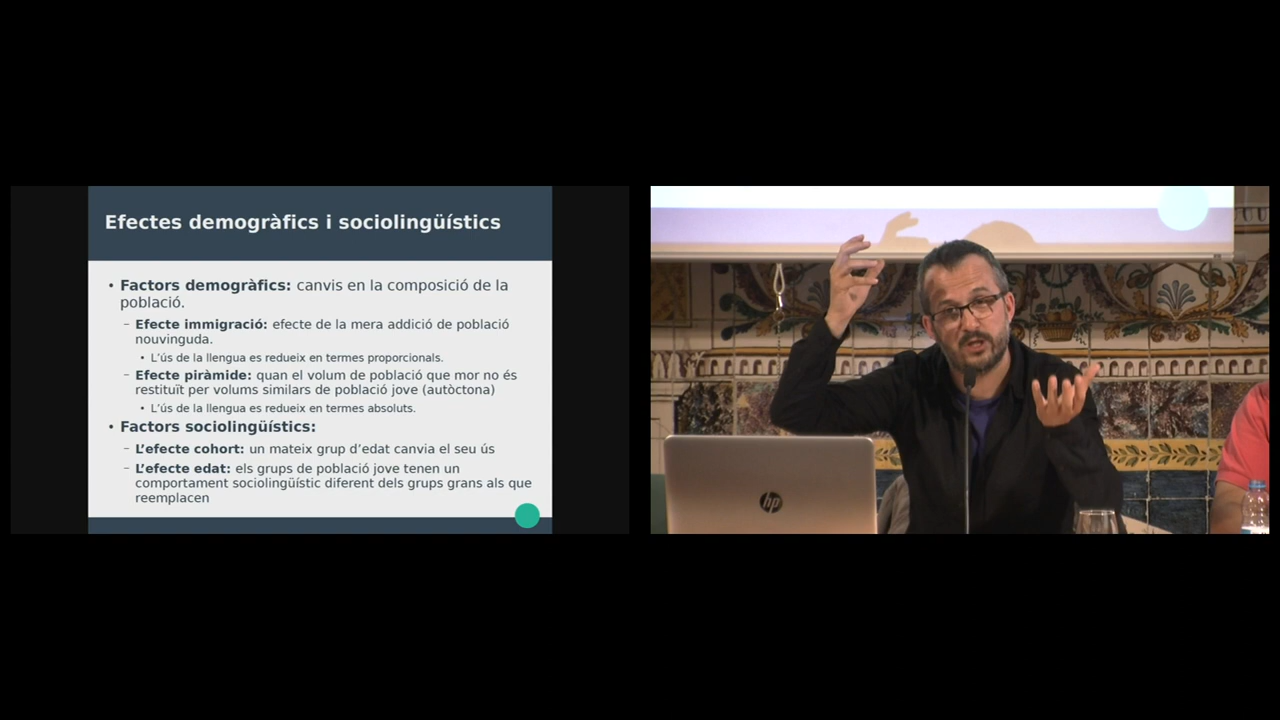 Efectes demogràfics i sociolingüístics
• Factors demogràfics: canvis en la composició de la
població.
– Efecte immigració: efecte de la mera addició de població
nouvinguda.
• L’ús de la llengua es redueix en termes proporcionals.
– Efecte piràmide: quan el volum de població que mor no és
restituït per volums similars de població jove (autòctona)
• L’ús de la llengua es redueix en termes absoluts.
• Factors sociolingüístics:
– L’efecte cohort: un mateix grup d’edat canvia el seu ús
– L’efecte edat: els grups de població jove tenen un
comportament sociolingüístic diferent dels grups grans als que
reemplacen
hp